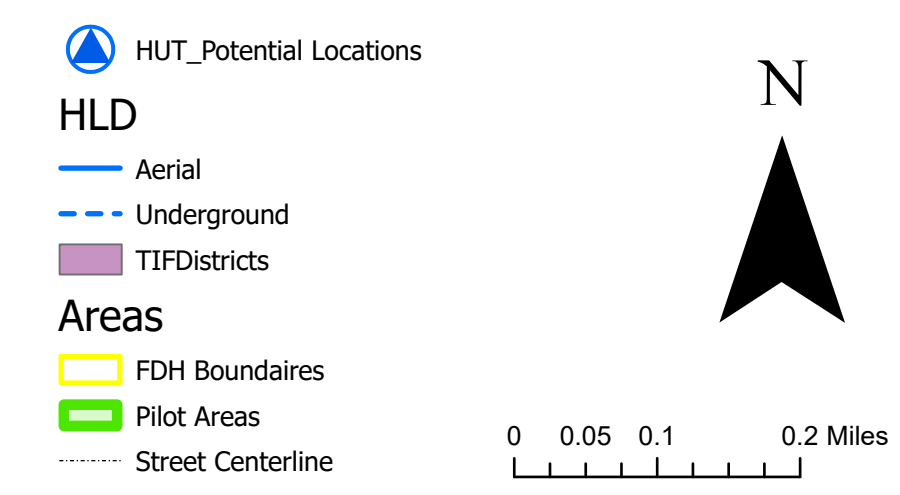 HUT_Potential Locations
HLD
Aerial
Underground
TIFDistricts
Areas
FDH Boundaires
Pilot Areas
Street Centerline
N
0 0.05 0.1 0.2 Miles